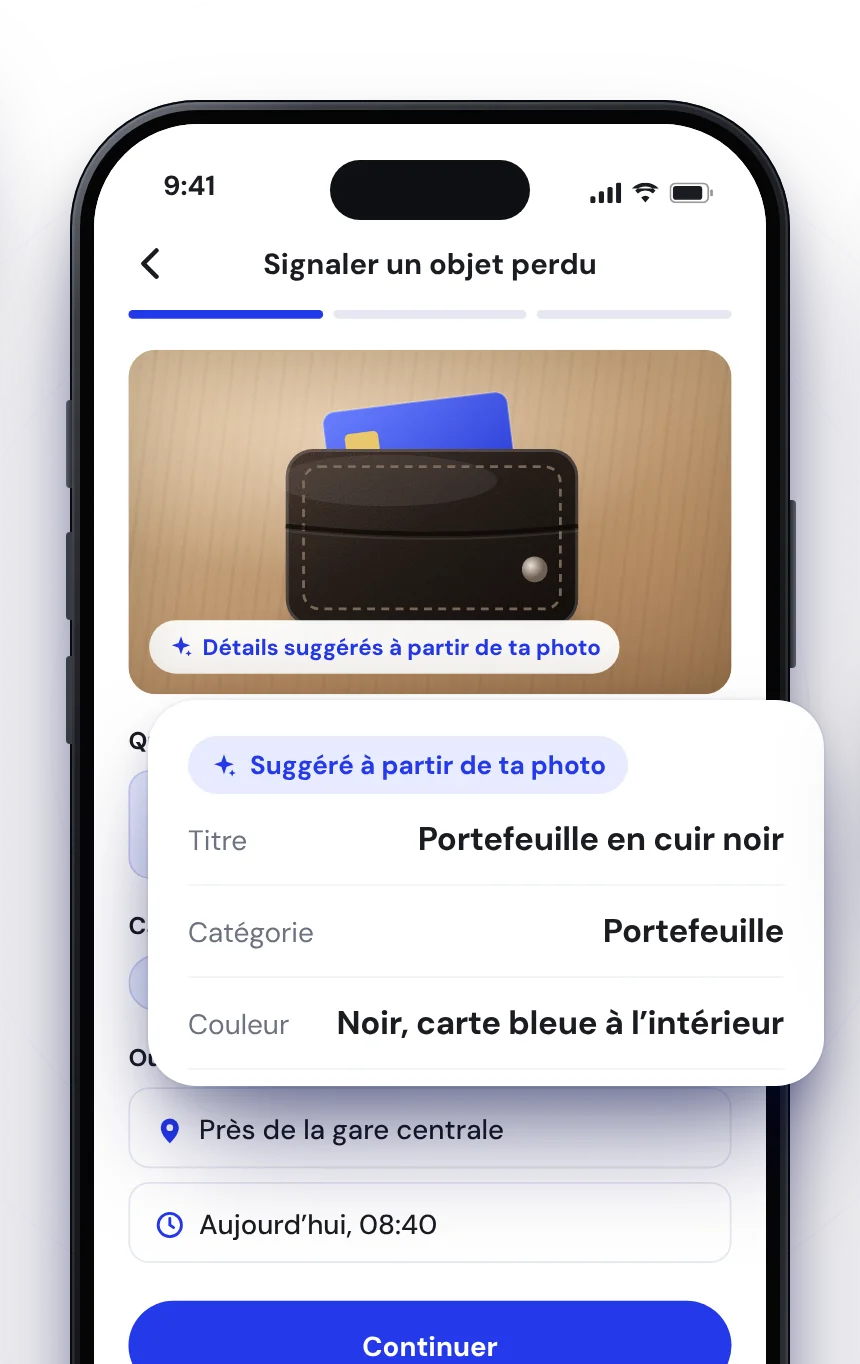 9:41
Signaler un objet perdu
Détails suggérés à partir de ta photo
Suggéré à partir de ta photo
Titre Portefeuille en cuir noir
Catégorie Portefeuille
Couleur Noir, carte bleue à l’intérieur
Près de la gare centrale
Aujourd’hui, 08:40
Continuer